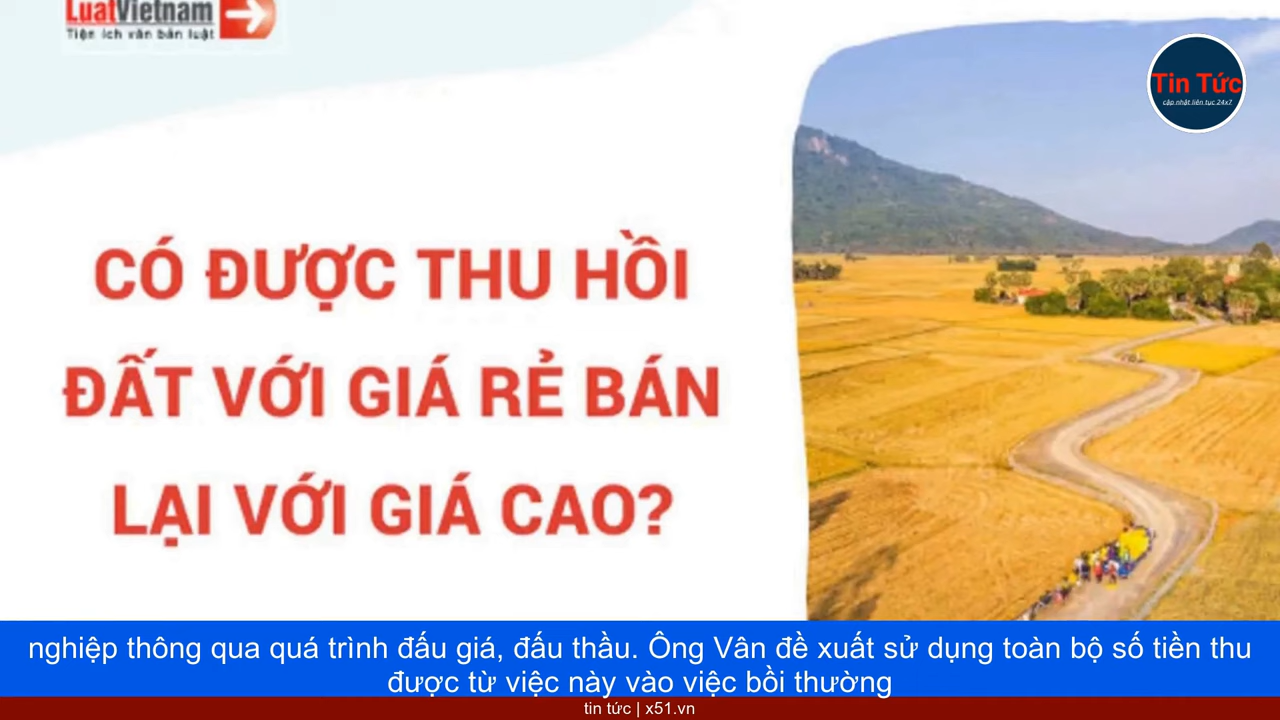 LuatVietnam
Tiện ích văn bản luật
Tin Tức
cập nhật liên tục 24x7
CÓ ĐƯỢC THU HỒI
ĐẤT VỚI GIÁ RẺ BÁN
LẠI VỚI GIÁ CAO?
nghiệp thông qua quá trình đấu giá, đấu thầu. Ông Vân đề xuất sử dụng toàn bộ số tiền thu
được từ việc này vào việc bồi thường
tin tức | x51.vn